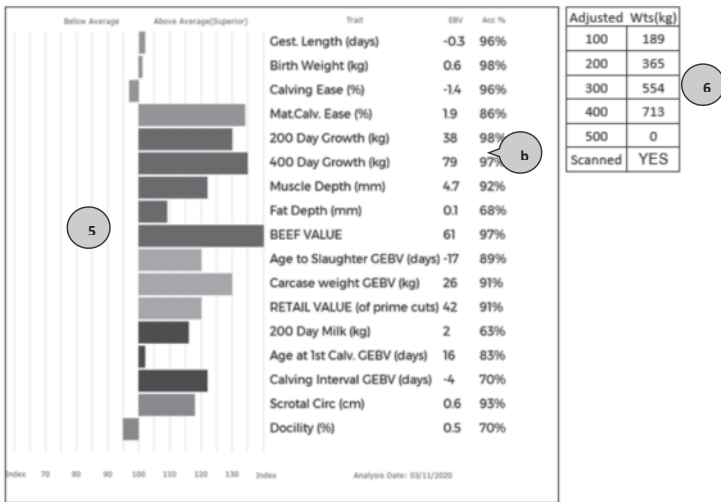 Below Average Above Average(Superior) Trait EBV Acc %
Gest. Length (days) -0.3 96%
Birth Weight (kg) 0.6 98%
Calving Ease (%) -1.4 96%
Mat.Calv. Ease (%) 1.9 86%
200 Day Growth (kg) 38 98%
400 Day Growth (kg) 79 97%
b
Muscle Depth (mm) 4.7 92%
Fat Depth (mm) 0.1 68%
5
BEEF VALUE 61 97%
Age to Slaughter GEBV (days) -17 89%
Carcase weight GEBV (kg) 26 91%
RETAIL VALUE (of prime cuts) 42 91%
200 Day Milk (kg) 2 63%
Age at 1st Calv. GEBV (days) 16 83%
Calving Interval GEBV (days) -4 70%
Scrotal Circ (cm) 0.6 93%
Docility (%) 0.5 70%
Index 70 80 90 100 110 120 130 Index Analysis Date: 03/11/2020
Adjusted Wts(kg)
100 189
200 365
300 554
6
400 713
500 0
Scanned YES